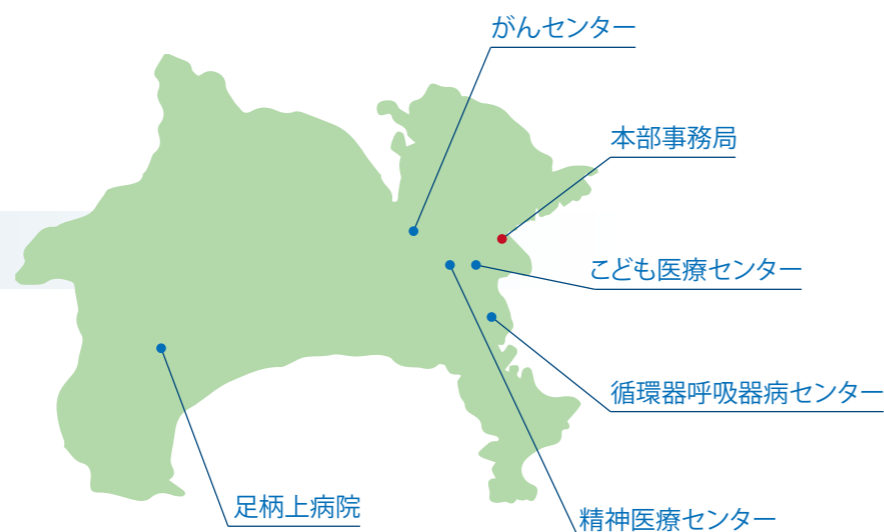 がんセンター
本部事務局
こども医療センター
循環器呼吸器病センター
足柄上病院
精神医療センター